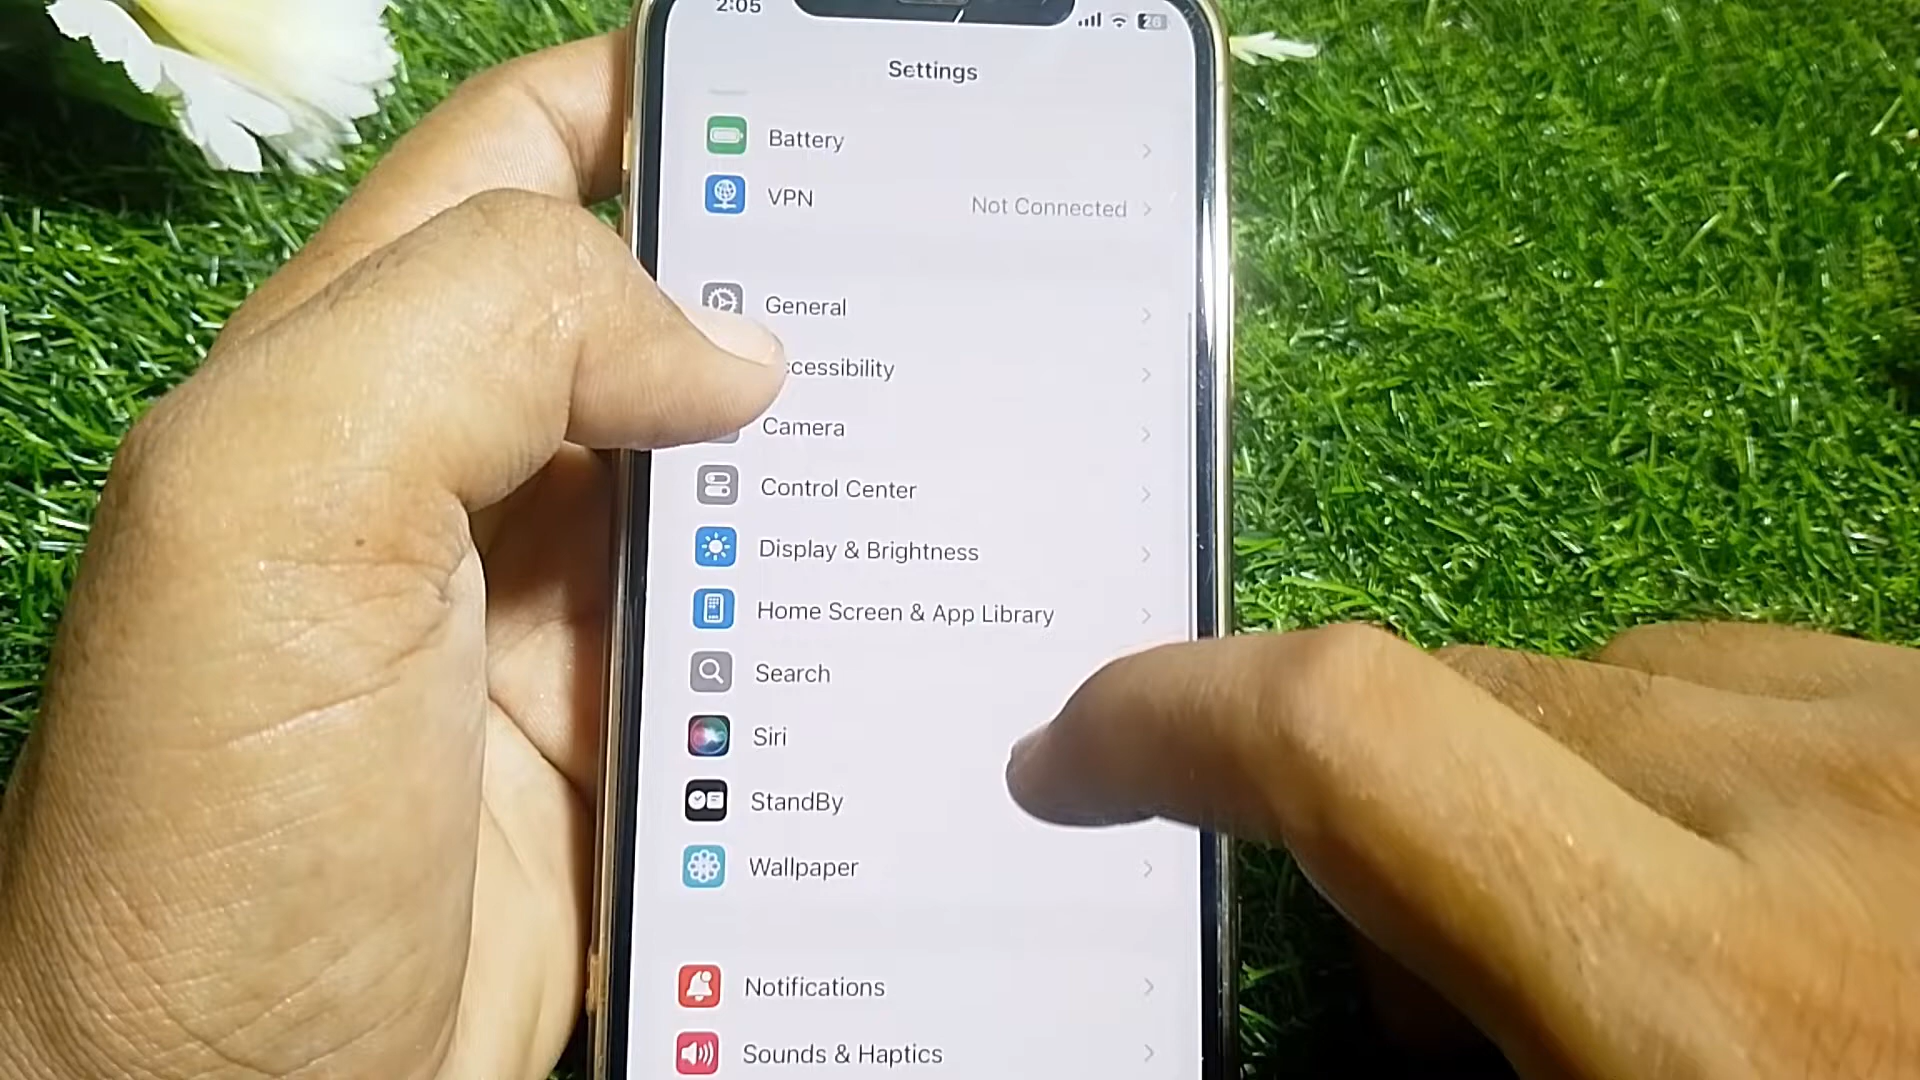 2:05
20
Settings
Battery
VPN Not Connected
General
ccessibility
Camera
Control Center
Display & Brightness
Home Screen & App Library
Search
Siri
StandBy
Wallpaper
Notifications
Sounds & Haptics